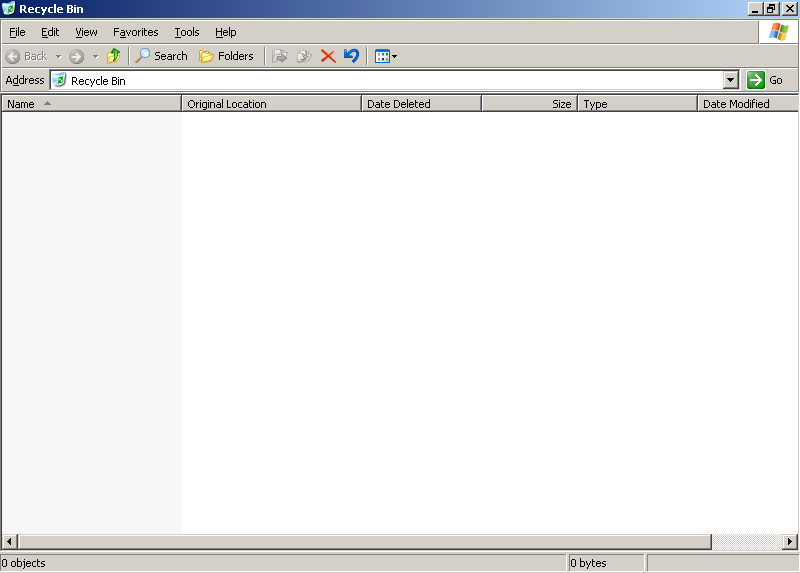 Recycle Bin
File Edit View Favorites Tools Help
Back Search Folders
Address Recycle Bin Go
Name Original Location Date Deleted Size Type Date Modified
0 objects 0 bytes